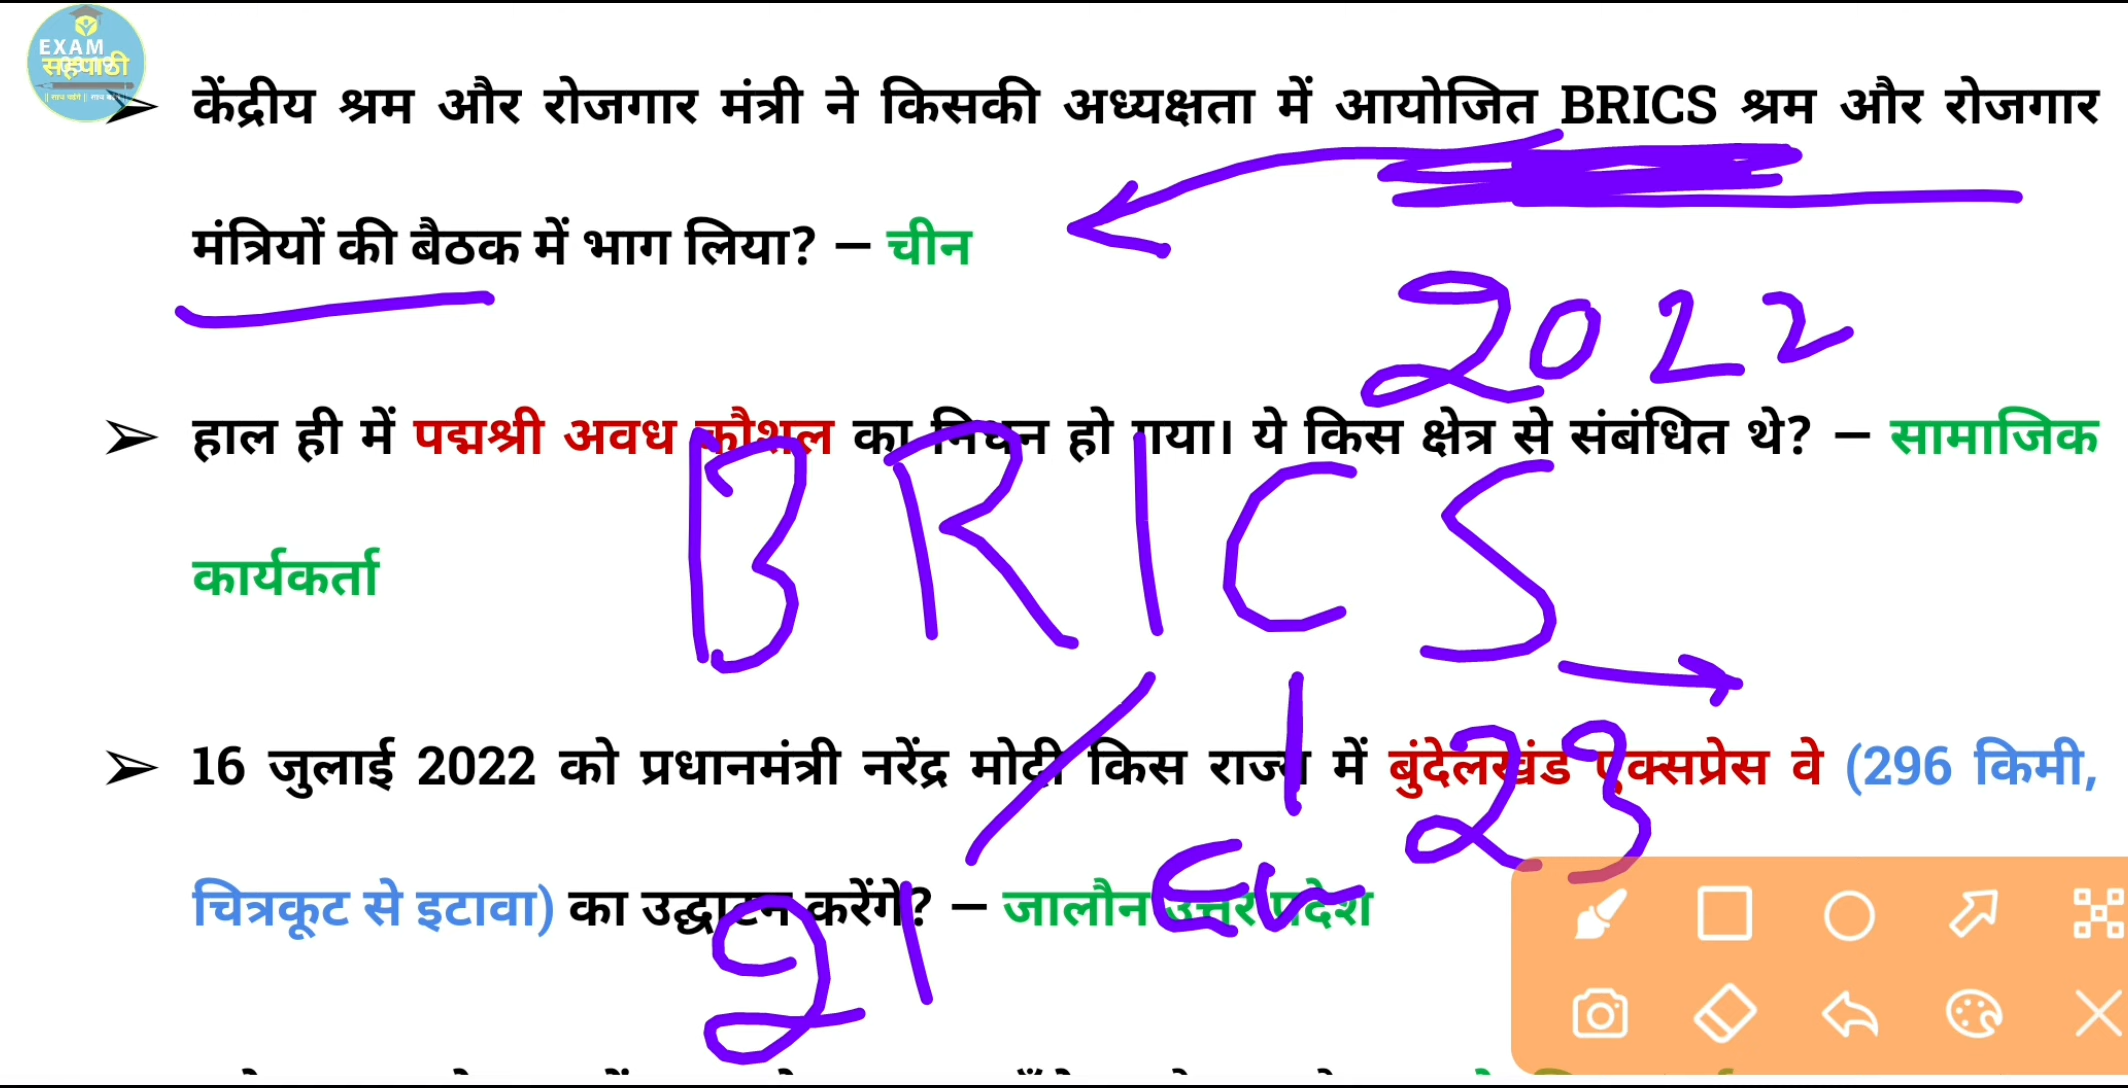 EXAM
सहपाठी
➢ केंद्रीय श्रम और रोजगार मंत्री ने किसकी अध्यक्षता में आयोजित BRICS श्रम और रोजगार
मंत्रियों की बैठक में भाग लिया? – चीन
2022
➢ हाल ही में पद्मश्री अवध कौशल का निधन हो गया। ये किस क्षेत्र से संबंधित थे? – सामाजिक
BRICS
कार्यकर्ता
➢ 16 जुलाई 2022 को प्रधानमंत्री नरेंद्र मोदी किस राज्य में बुंदेलखंड एक्सप्रेस वे (296 किमी,
23
चित्रकूट से इटावा) का उद्घाटन करेंगे? – जालौन उत्तर प्रदेश
21